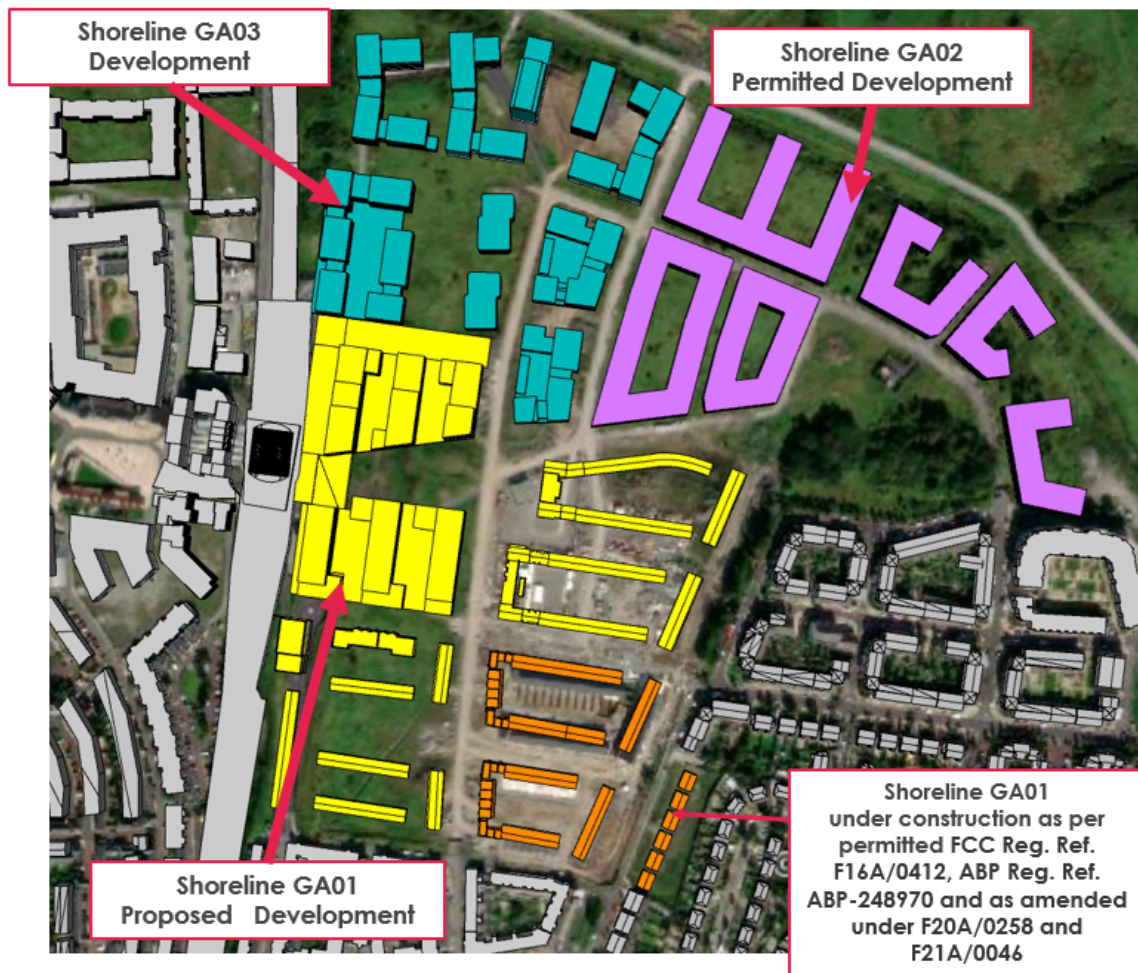 Shoreline GA03
Development
Shoreline GA02
Permitted Development
Shoreline GA01
Proposed Development
Shoreline GA01
under construction as per
permitted FCC Reg. Ref.
F16A/0412, ABP Reg. Ref.
ABP-248970 and as amended
under F20A/0258 and
F21A/0046